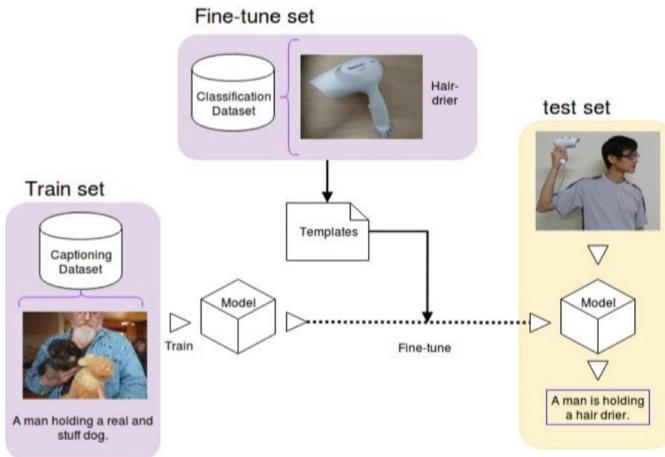 Fine-tune set
Classification
Dataset
Hair-
drier
test set
Train set
Captioning
Dataset
Templates
Model
Train
Fine-tune
Model
A man holding a real and
stuff dog.
A man is holding
a hair drier.